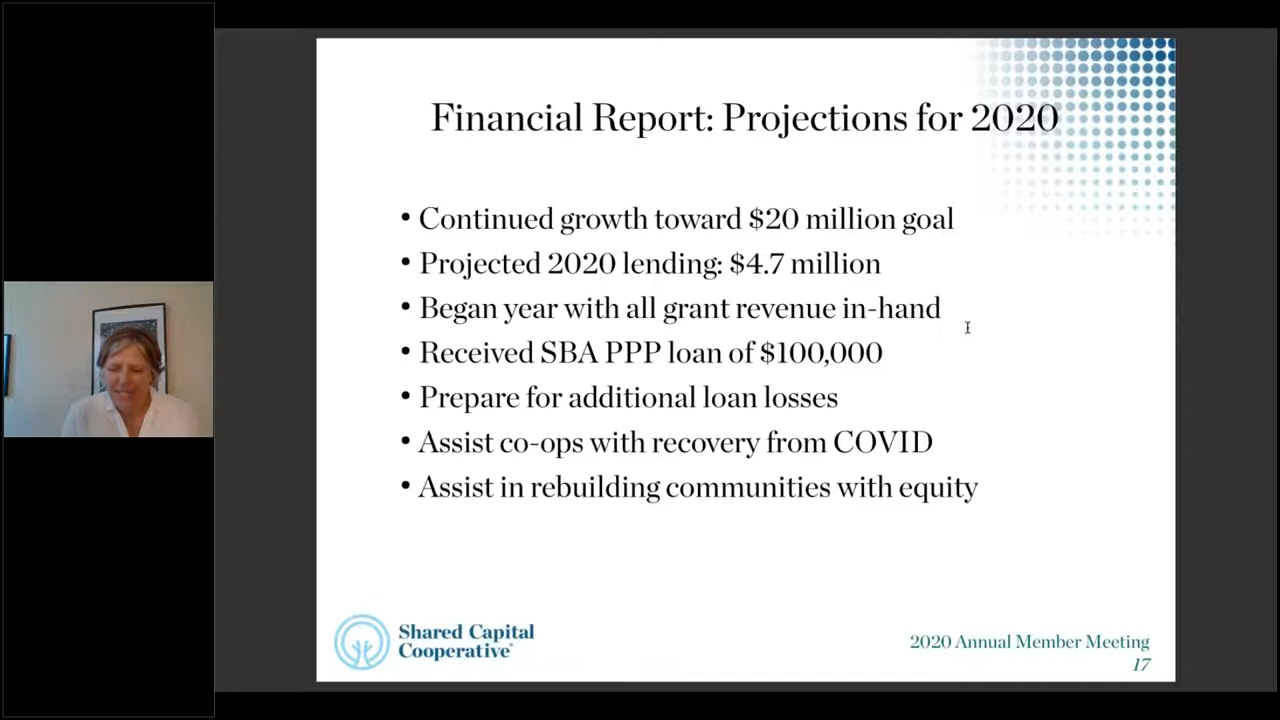 Financial Report: Projections for 2020
• Continued growth toward $20 million goal
• Projected 2020 lending: $4.7 million
• Began year with all grant revenue in-hand
• Received SBA PPP loan of $100,000
• Prepare for additional loan losses
• Assist co-ops with recovery from COVID
• Assist in rebuilding communities with equity
Shared Capital
Cooperative
2020 Annual Member Meeting
17